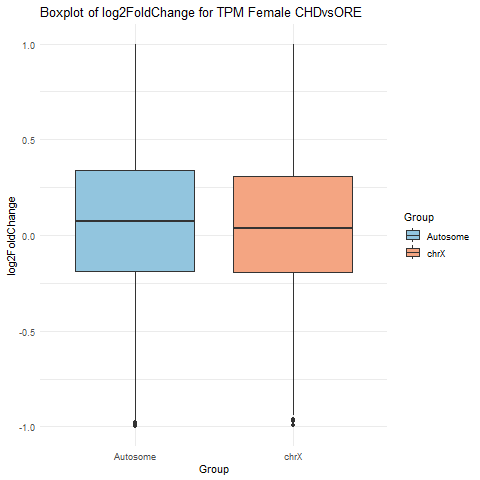 Boxplot of log2FoldChange for TPM Female CHDvsORE
1.0
0.5
0.0
-0.5
-1.0
log2FoldChange
Autosome
chrX
Group
Group
Autosome
chrX